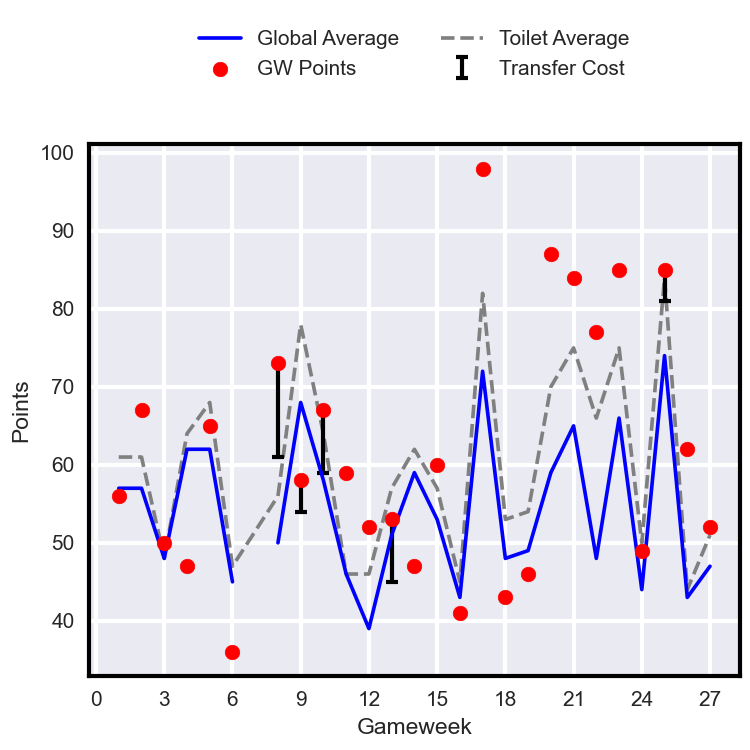 Global Average
Toilet Average
GW Points
Transfer Cost
100
90
80
70
60
50
40
Points
0 3 6 9 12 15 18 21 24 27
Gameweek